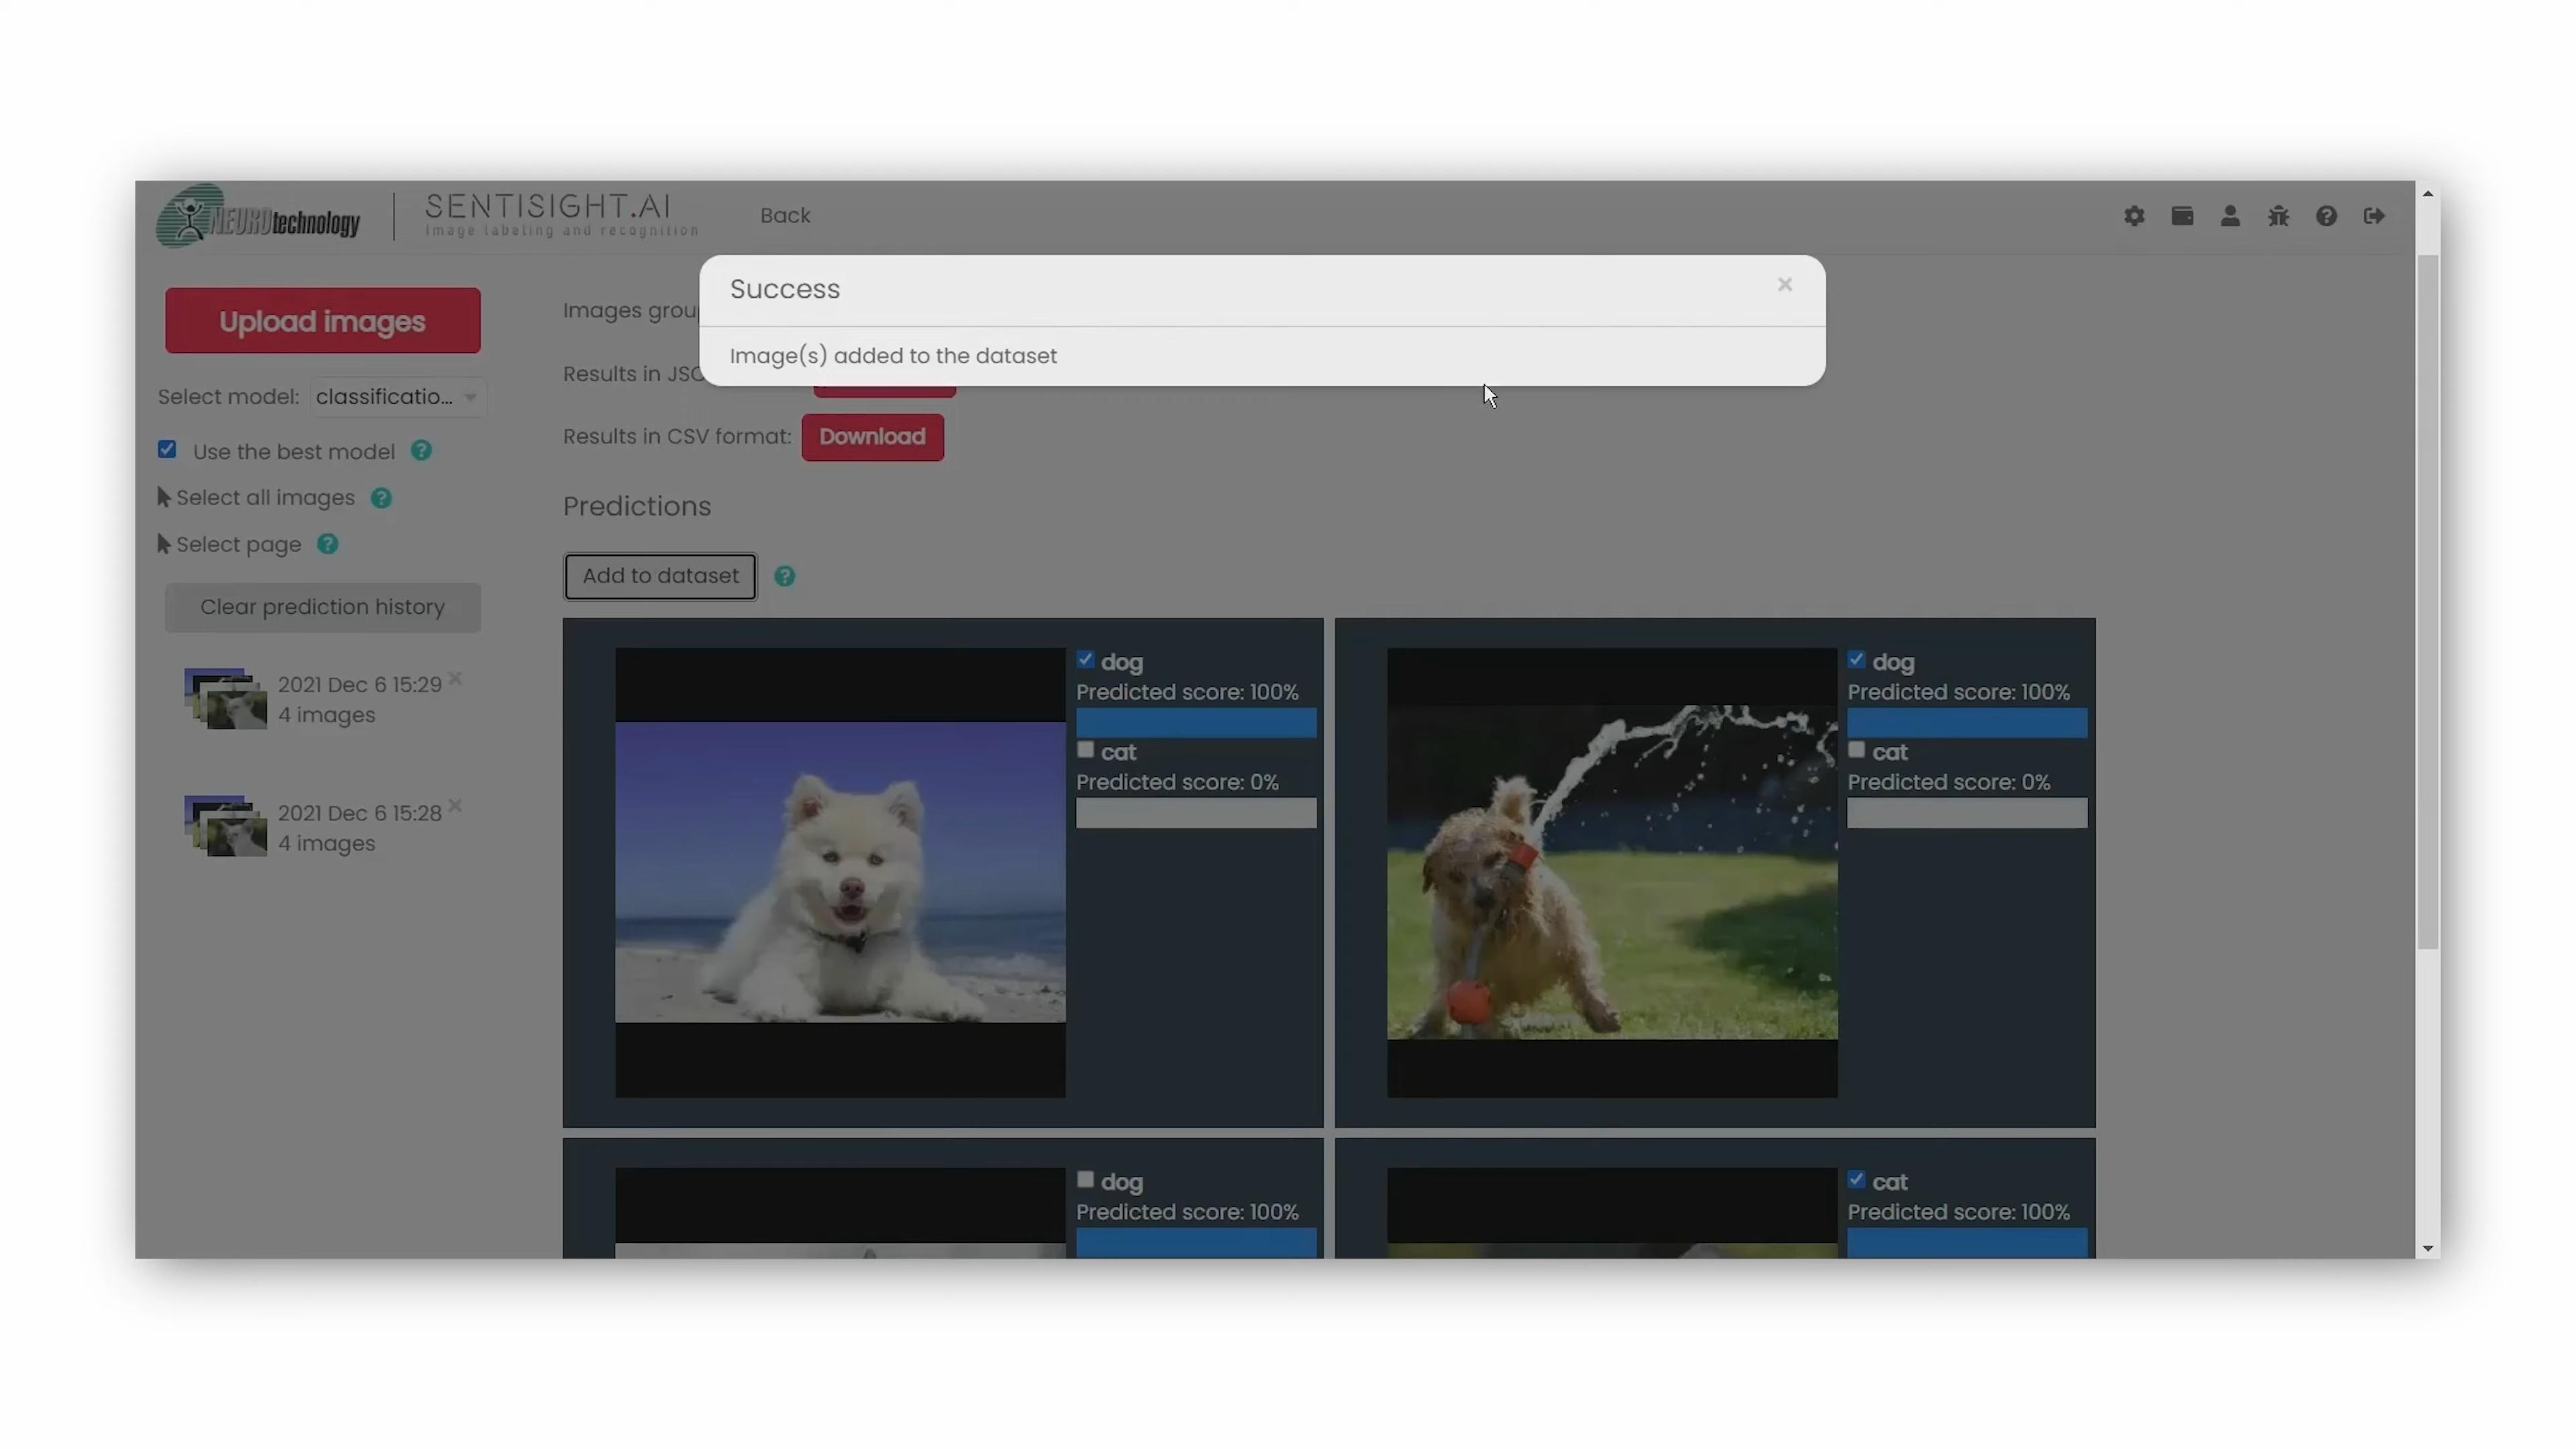 NEUROtechnology
SENTISIGHT.AI
Image labeling and recognition
Back
Upload images
Select model: classificatio...
Use the best model ?
Select all images ?
Select page ?
Clear prediction history
2021 Dec 6 15:29
4 images
2021 Dec 6 15:28
4 images
Success
Image(s) added to the dataset
Images
Results in
Results in CSV format: Download
Predictions
Add to dataset ?
dog
Predicted score: 100%
cat
Predicted score: 0%
dog
Predicted score: 100%
cat
Predicted score: 0%
dog
Predicted score: 100%
cat
Predicted score: 100%